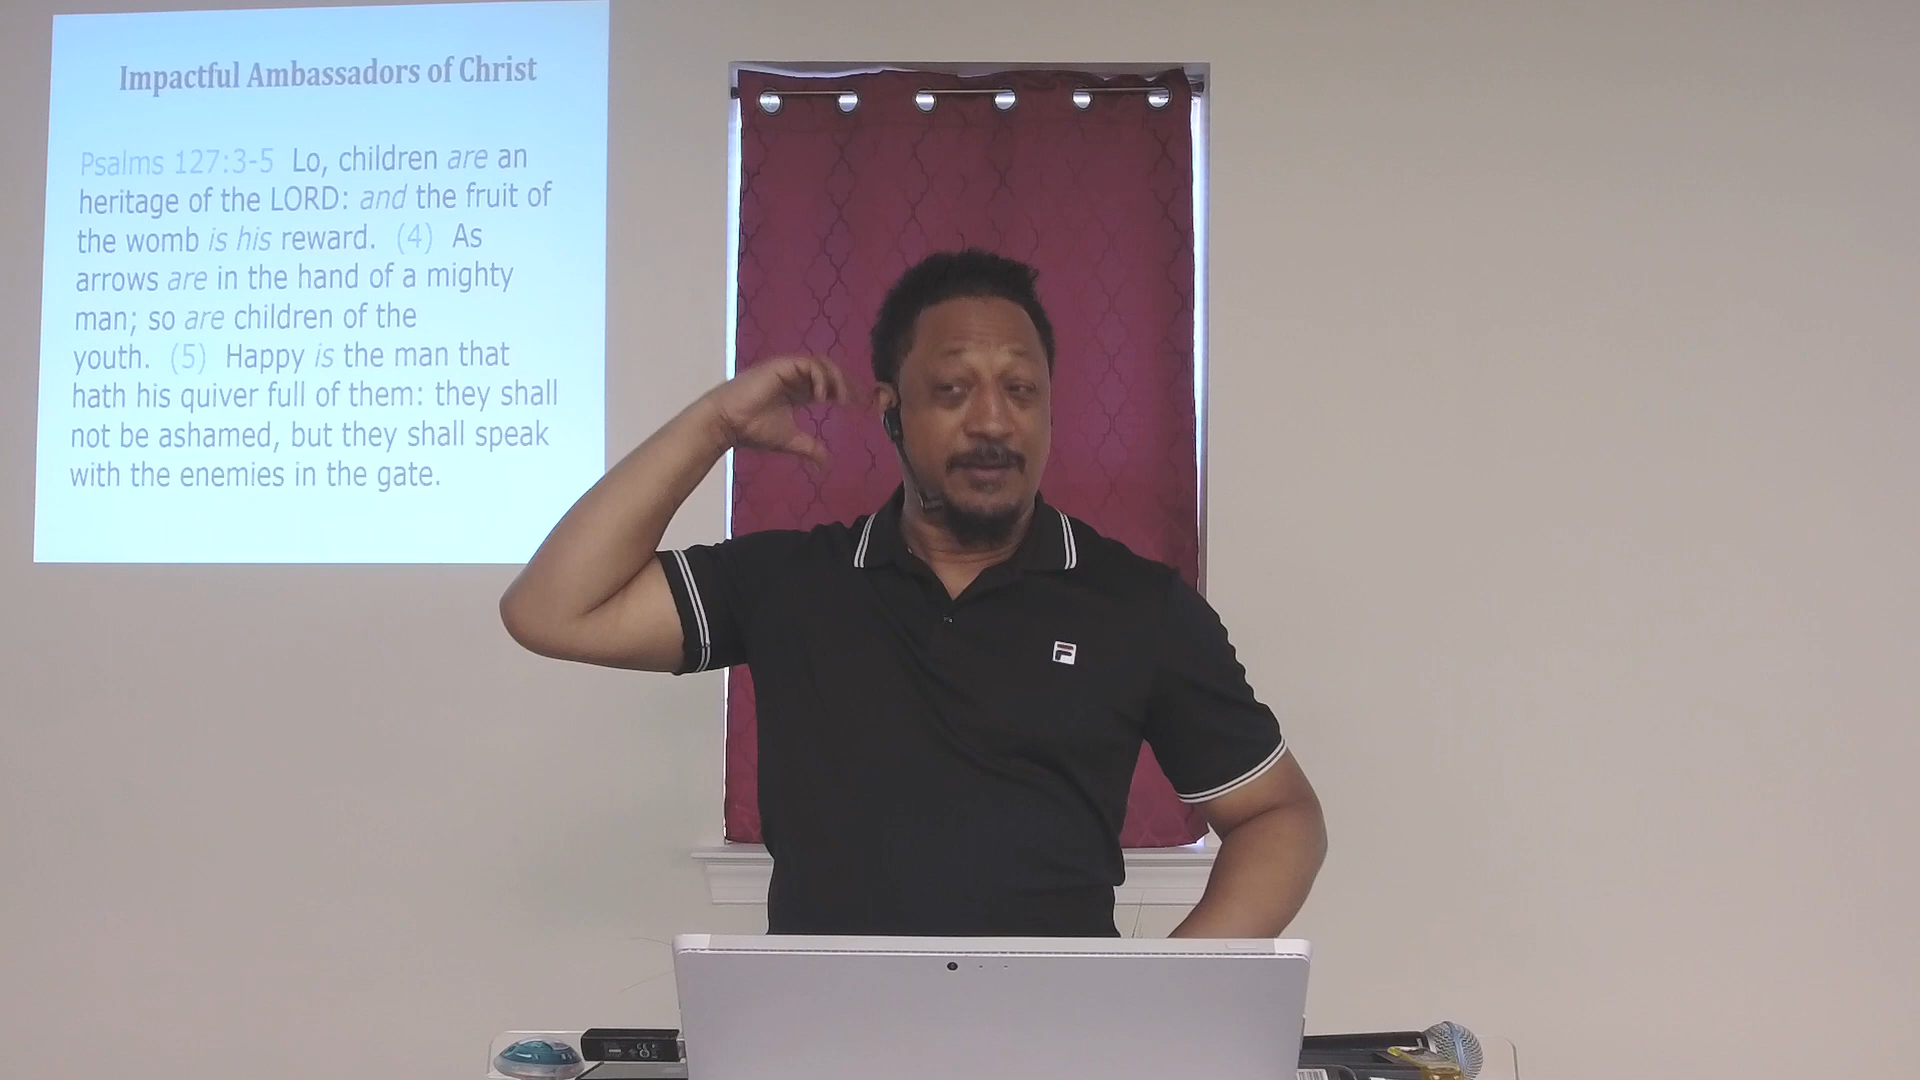 Impactful Ambassadors of Christ
Psalms 127:3-5 Lo, children are an
heritage of the LORD: and the fruit of
the womb is his reward. (4) As
arrows are in the hand of a mighty
man; so are children of the
youth. (5) Happy is the man that
hath his quiver full of them: they shall
not be ashamed, but they shall speak
with the enemies in the gate.
F